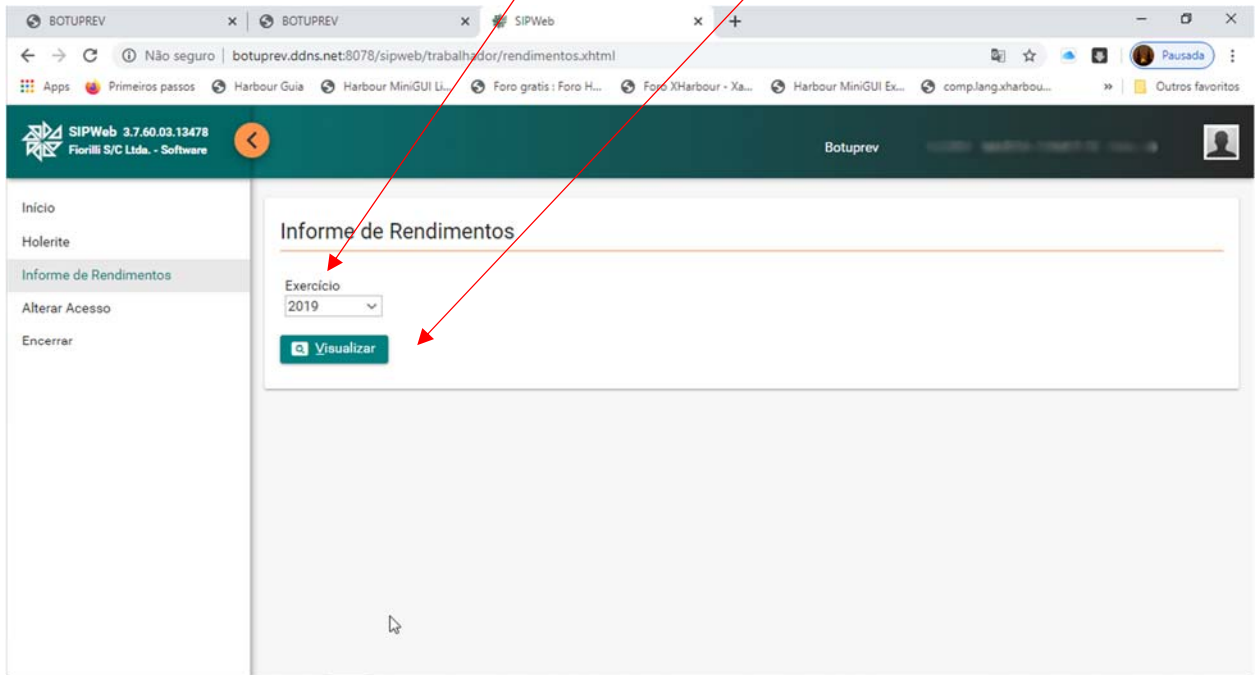 BOTUPREV
BOTUPREV
SIPWeb
Não seguro
botuprev.ddns.net:8078/sipweb/trabalhador/rendimentos.xhtml
Pausada
Apps
Primeiros passos
Harbour Guia
Harbour MiniGUI Li...
Foro gratis : Foro H...
Foro XHarbour - Xa...
Harbour MiniGUI Ex...
comp.lang.xharbou...
»
Outros favoritos
SIPWeb 3.7.60.03.13478
Fiorilli S/C Ltda. - Software
Botuprev
Início
Holerite
Informe de Rendimentos
Alterar Acesso
Encerrar
Informe de Rendimentos
Exercício
2019
Visualizar